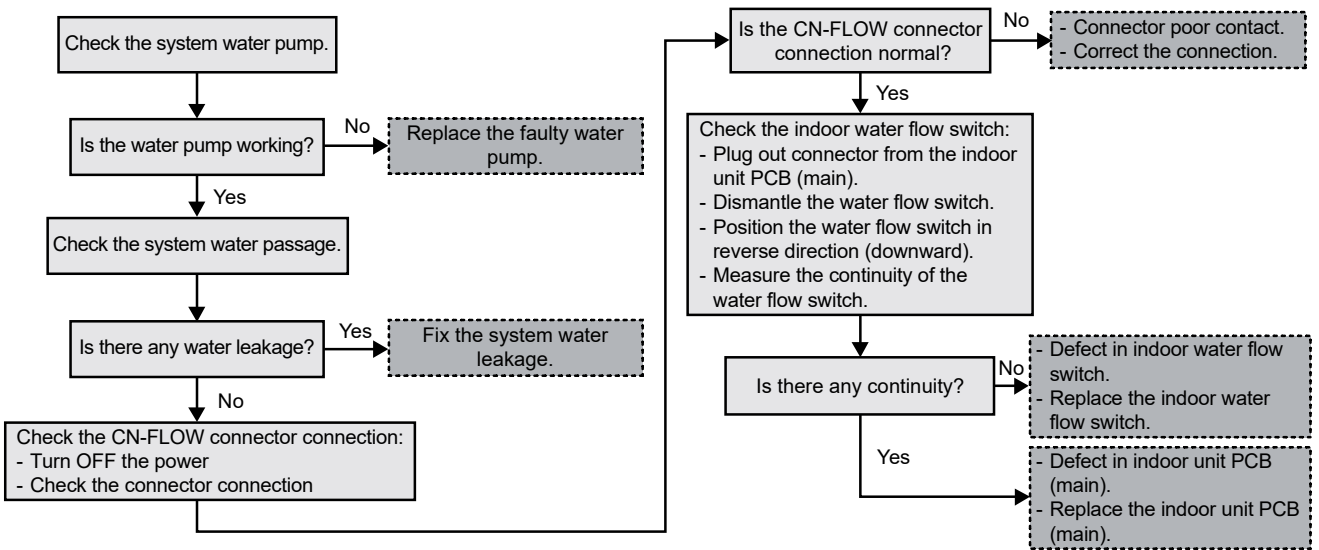 Check the system water pump.
Is the water pump working?
No
Replace the faulty water
pump.
Yes
Check the system water passage.
Is there any water leakage?
Yes
Fix the system water
leakage.
No
Check the CN-FLOW connector connection:
- Turn OFF the power
- Check the connector connection
Is the CN-FLOW connector
connection normal?
No
- Connector poor contact.
- Correct the connection.
Yes
Check the indoor water flow switch:
- Plug out connector from the indoor
unit PCB (main).
- Dismantle the water flow switch.
- Position the water flow switch in
reverse direction (downward).
- Measure the continuity of the
water flow switch.
Is there any continuity?
No
- Defect in indoor water flow
switch.
- Replace the indoor water
flow switch.
Yes
- Defect in indoor unit PCB
(main).
- Replace the indoor unit PCB
(main).